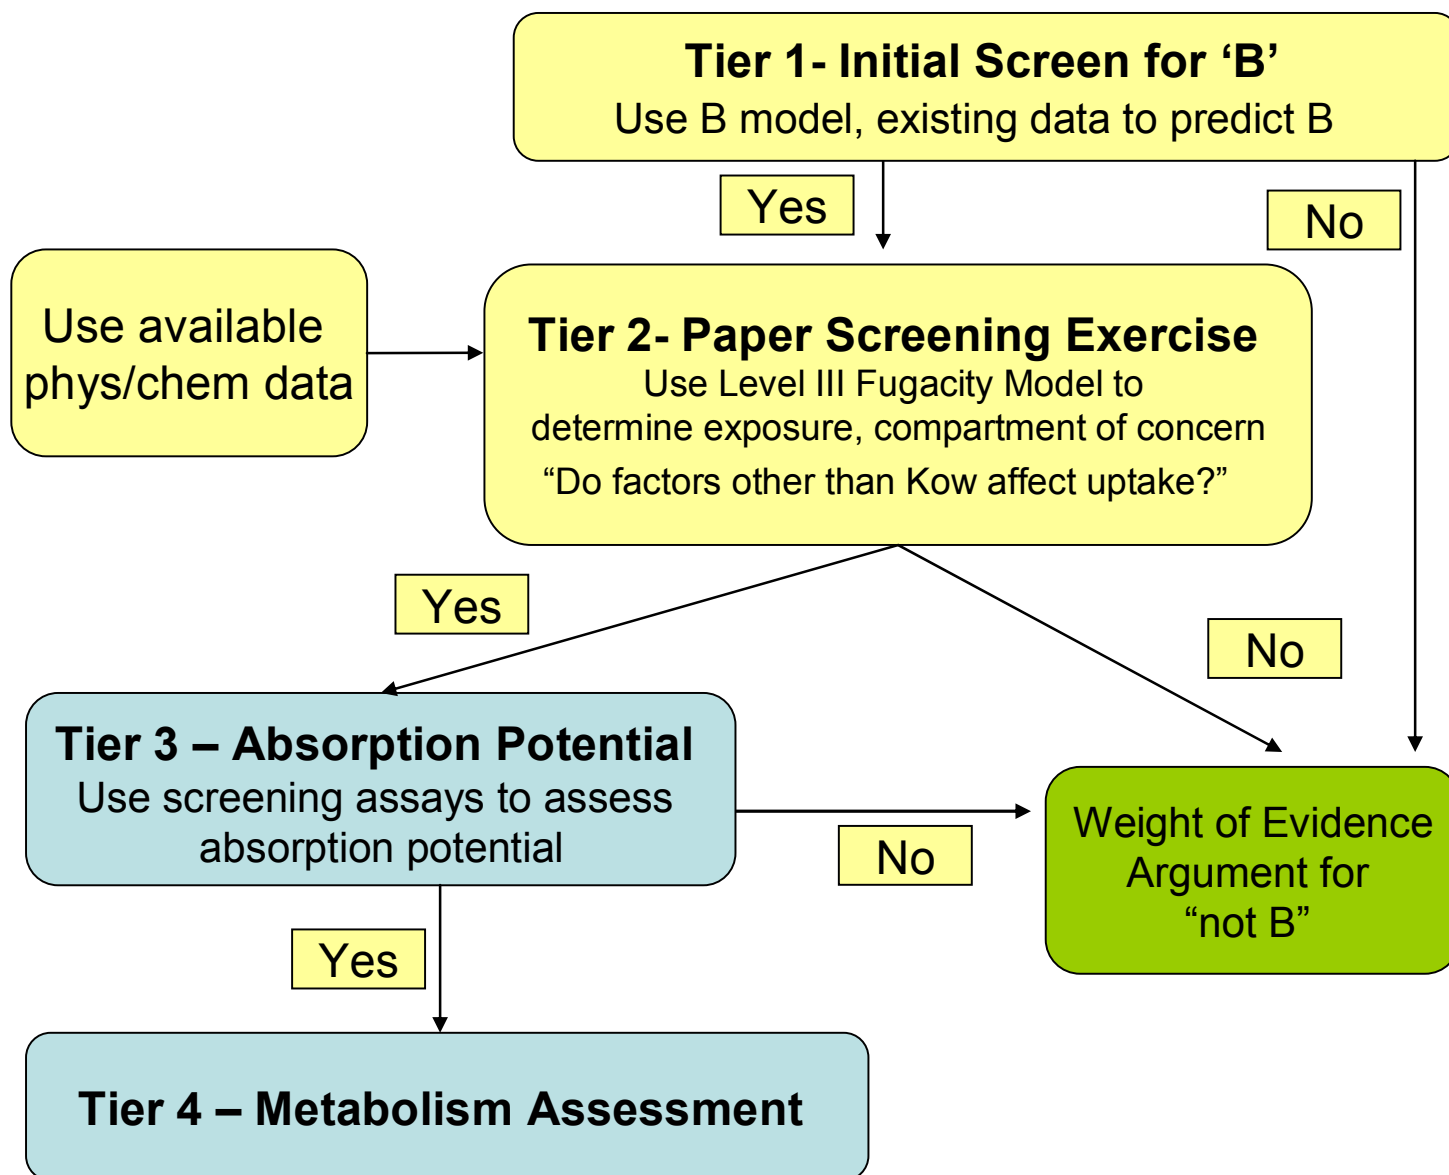 Tier 1- Initial Screen for ‘B’
Use B model, existing data to predict B
Yes
No
Use available
phys/chem data
Tier 2- Paper Screening Exercise
Use Level III Fugacity Model to
determine exposure, compartment of concern
“Do factors other than Kow affect uptake?”
Yes
No
Tier 3 – Absorption Potential
Use screening assays to assess
absorption potential
No
Weight of Evidence
Argument for
“not B”
Yes
Tier 4 – Metabolism Assessment